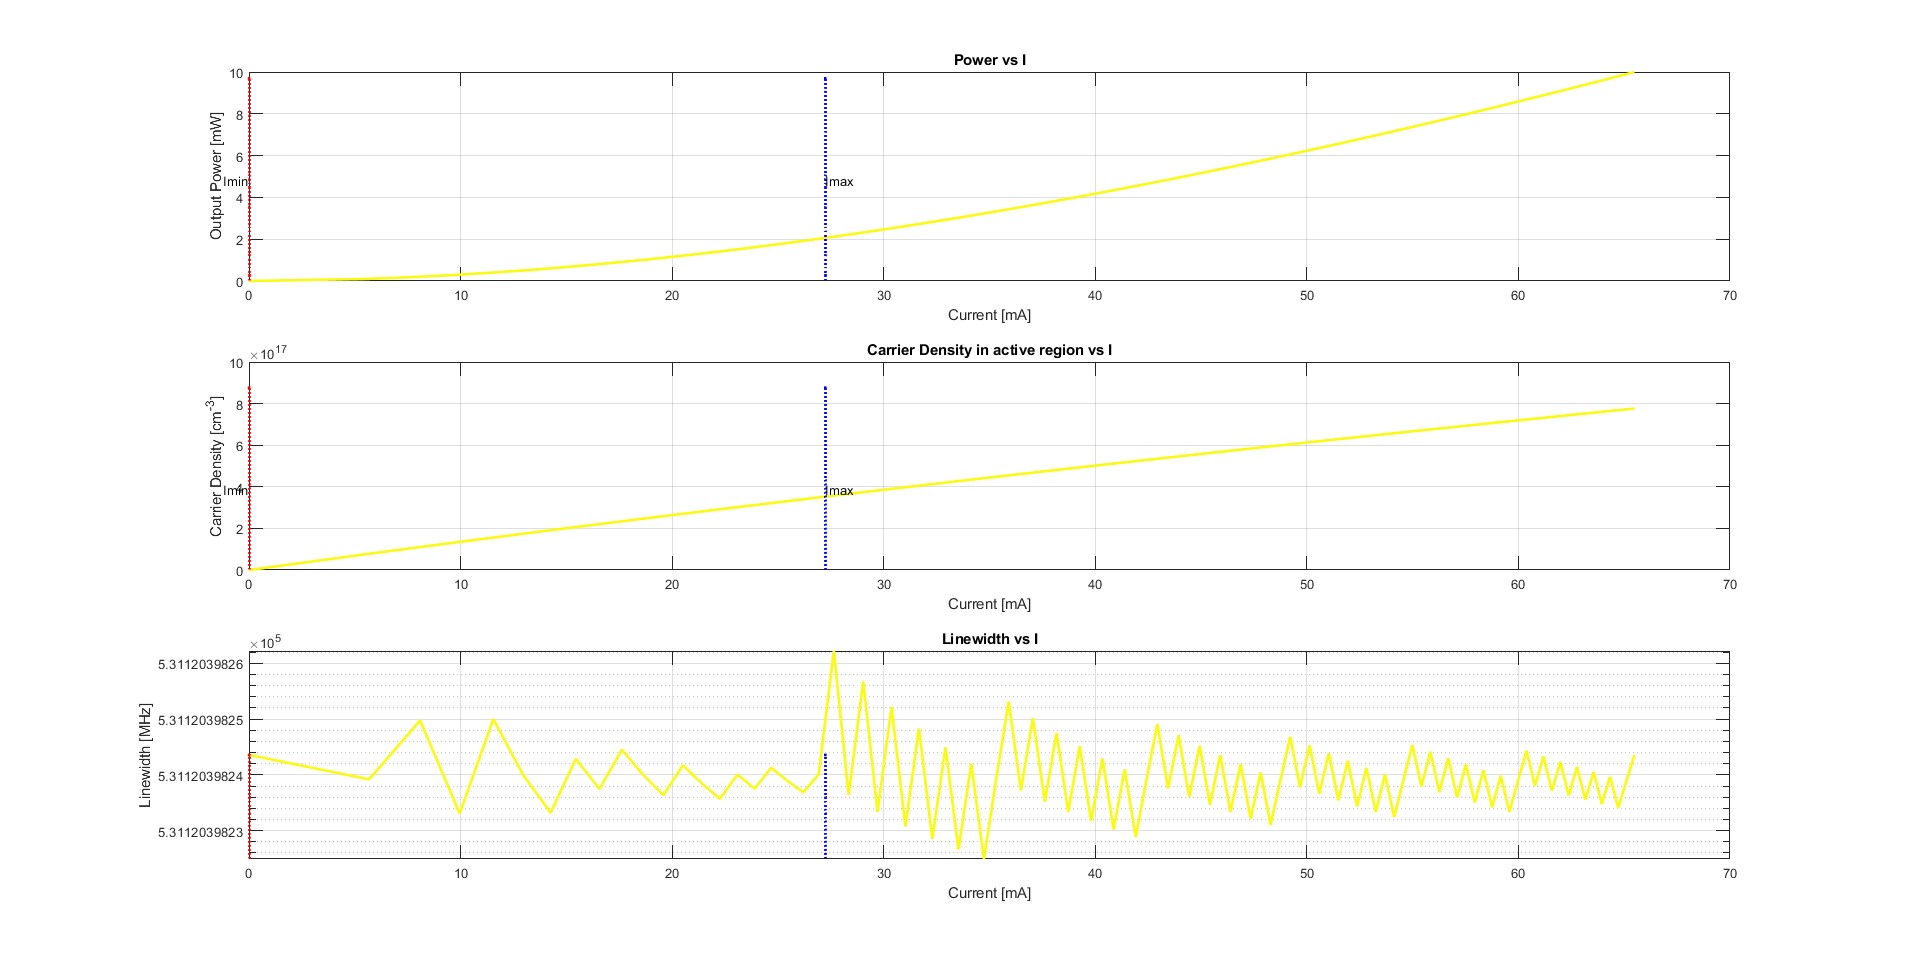 Power vs I
Output Power [mW]
10
8
6
4
2
0
Imin
Imax
0 10 20 30 40 50 60 70
Current [mA]
Carrier Density in active region vs I
×10^17
Carrier Density [cm^-3]
10
8
6
4
2
0
Imin
Imax
0 10 20 30 40 50 60 70
Current [mA]
Linewidth vs I
×10^5
Linewidth [MHz]
5.3112039826
5.3112039825
5.3112039824
5.3112039823
0 10 20 30 40 50 60 70
Current [mA]